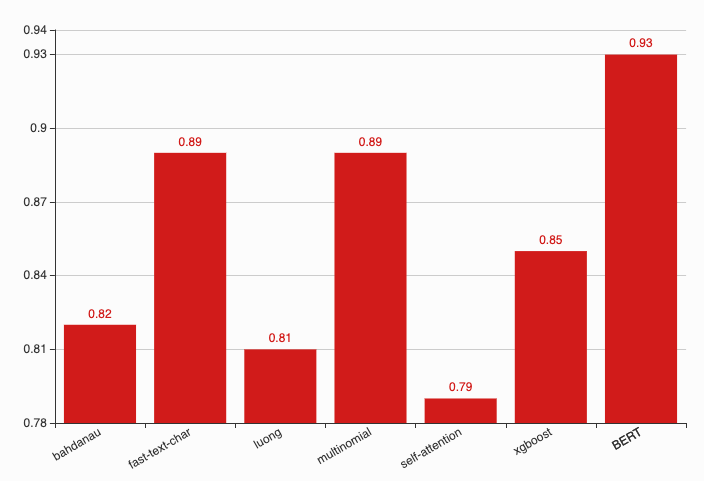 0.94
0.93
0.9
0.87
0.84
0.81
0.78
0.82
0.89
0.81
0.89
0.79
0.85
0.93
bahdanau
fast-text-char
luong
multinomial
self-attention
xgboost
BERT